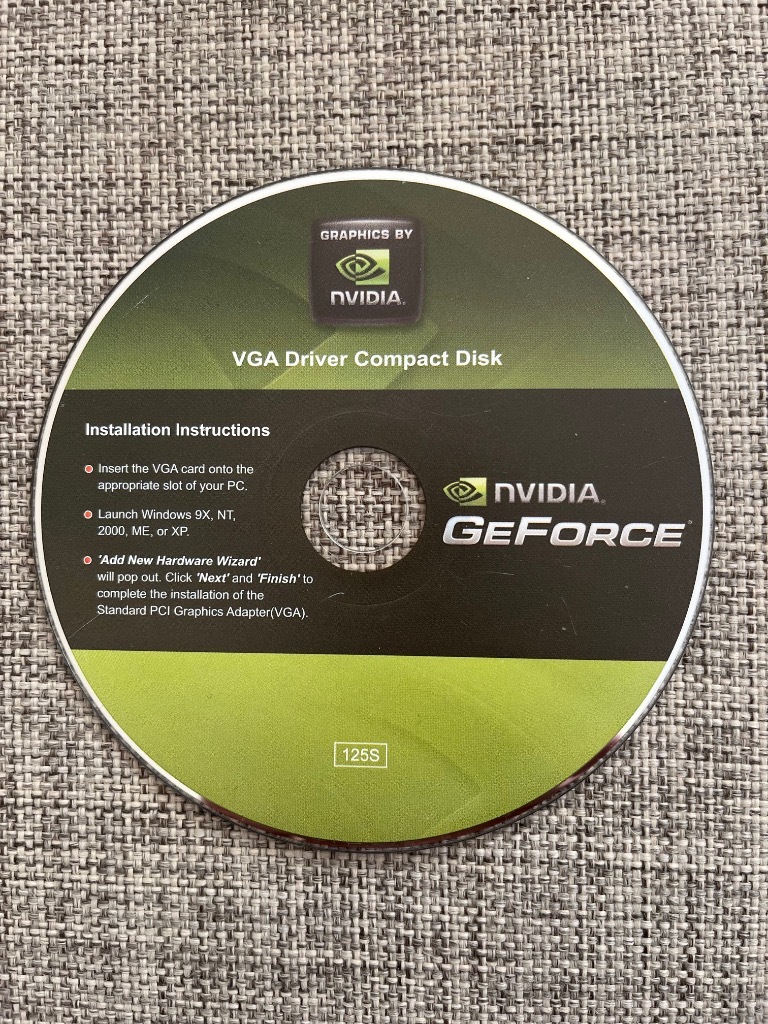 GRAPHICS BY
NVIDIA.
VGA Driver Compact Disk
Installation Instructions
Insert the VGA card onto the
appropriate slot of your PC.
Launch Windows 9X, NT,
2000, ME, or XP.
'Add New Hardware Wizard'
will pop out. Click 'Next' and 'Finish' to
complete the installation of the
Standard PCI Graphics Adapter(VGA).
NVIDIA.
GEFORCE
125S